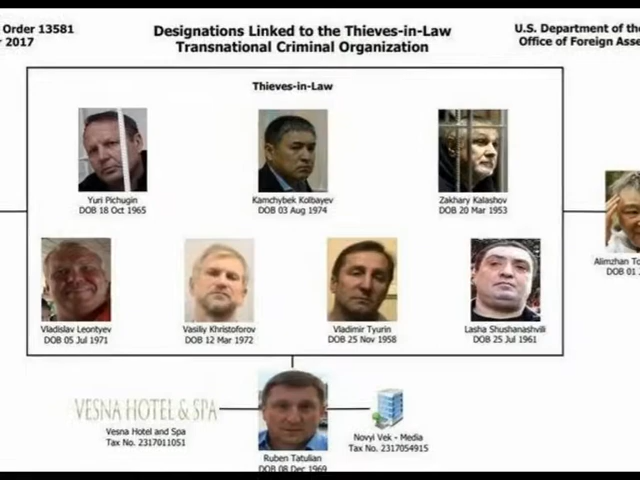 Order 13581
2017
Designations Linked to the Thieves-in-Law
Transnational Criminal Organization
U.S. Department of the
Office of Foreign Asse
Thieves-in-Law
Yuri Pichugin
DOB 18 Oct 1965
Kamchybek Kolbayev
DOB 03 Aug 1974
Zakhary Kalashov
DOB 20 Mar 1953
Alimzhan To
DOB 01
Vladislav Leontyev
DOB 05 Jul 1971
Vasiliy Khristoforov
DOB 12 Mar 1972
Vladimir Tyurin
DOB 25 Nov 1958
Lasha Shushanashvili
DOB 25 Jul 1961
VESNA HOTEL & SPA
Vesna Hotel and Spa
Tax No. 2317011051
Novyi Vek - Media
Tax No. 2317054915
Ruben Tatulian
DOB 08 Dec 1969